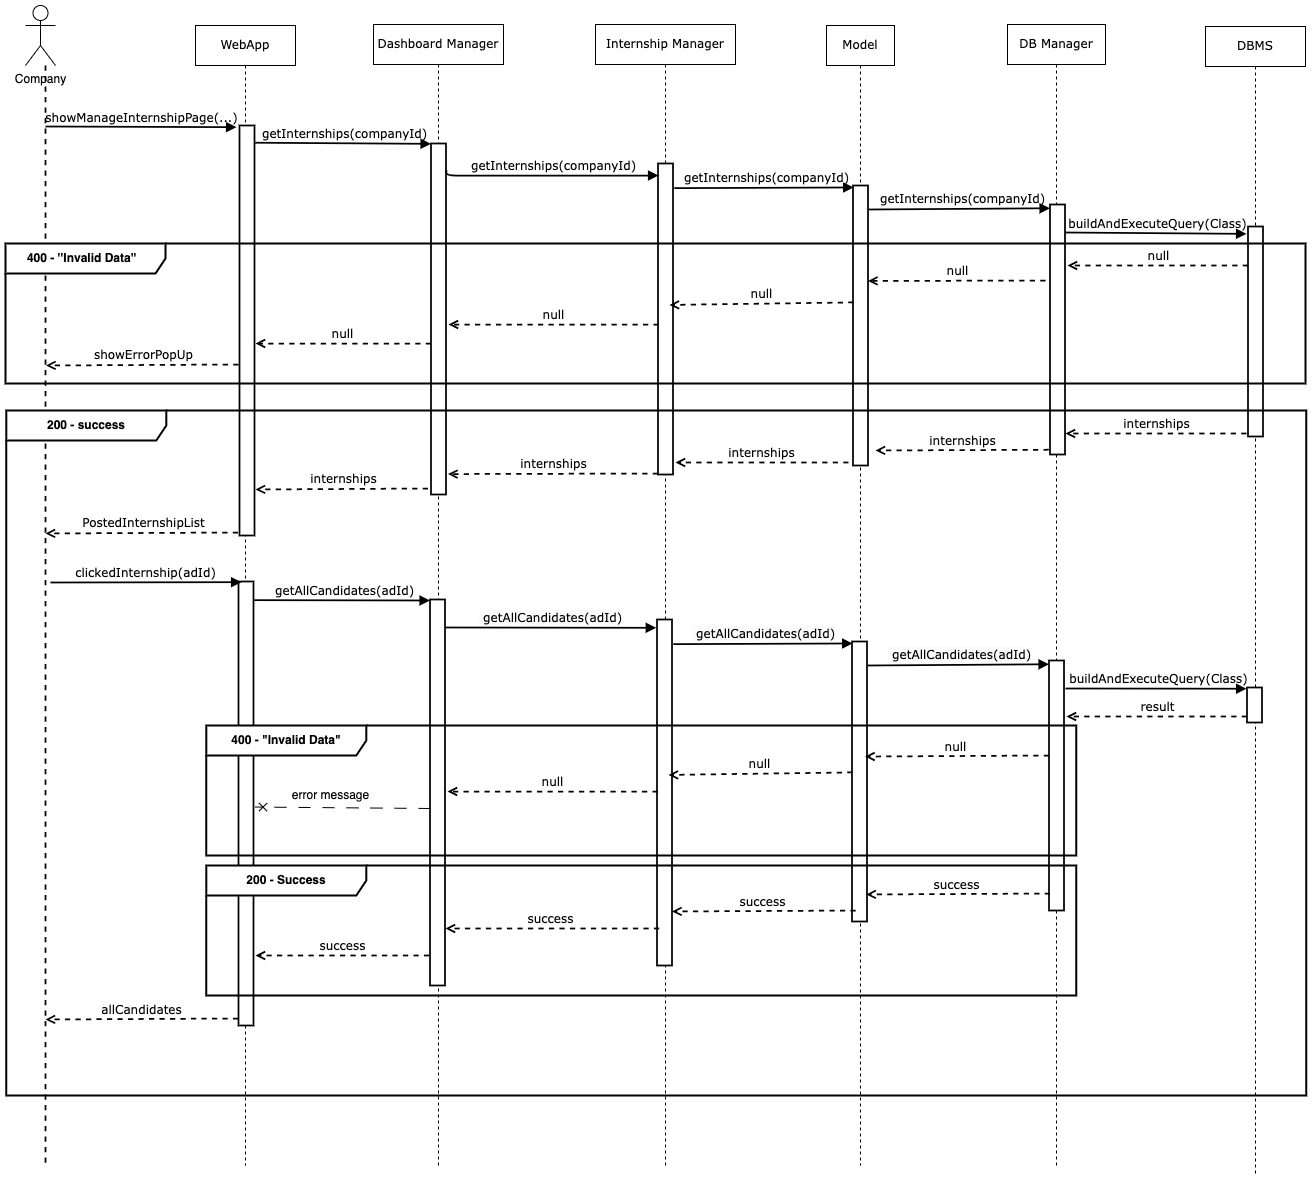 Company
WebApp
Dashboard Manager
Internship Manager
Model
DB Manager
DBMS
showManageInternshipPage(...)
getInternships(companyId)
getInternships(companyId)
getInternships(companyId)
getInternships(companyId)
buildAndExecuteQuery(Class)
400 - "Invalid Data"
null
null
null
null
null
showErrorPopUp
200 - success
internships
internships
internships
internships
internships
PostedInternshipList
clickedInternship(adId)
getAllCandidates(adId)
getAllCandidates(adId)
getAllCandidates(adId)
getAllCandidates(adId)
buildAndExecuteQuery(Class)
result
400 - "Invalid Data"
null
null
null
error message
200 - Success
success
success
success
success
allCandidates